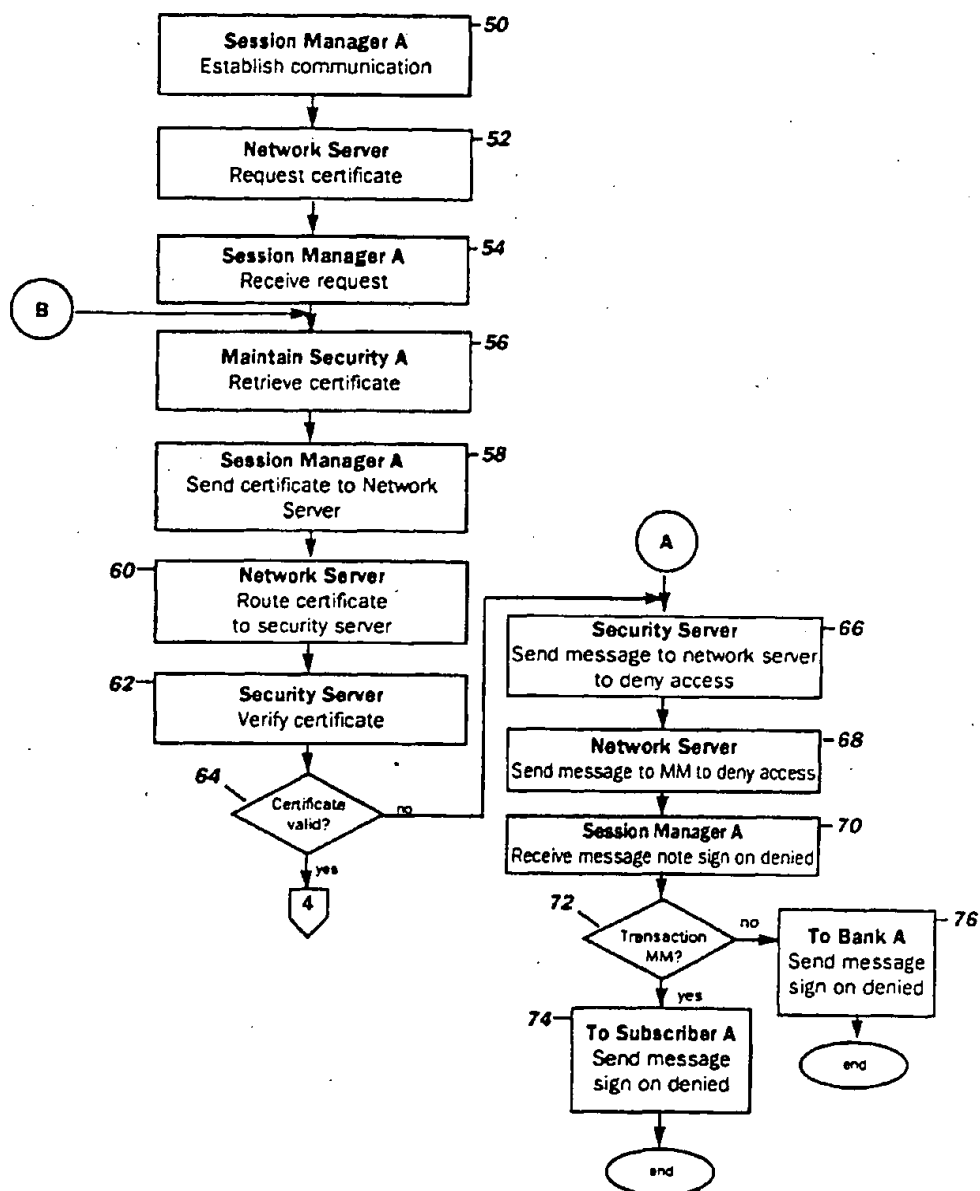 Session Manager A
Establish communication
50
Network Server
Request certificate
52
Session Manager A
Receive request
54
B
Maintain Security A
Retrieve certificate
56
Session Manager A
Send certificate to Network
Server
58
60
Network Server
Route certificate
to security server
62
Security Server
Verify certificate
64
Certificate
valid?
no
yes
4
A
Security Server
Send message to network server
to deny access
66
Network Server
Send message to MM to deny access
68
Session Manager A
Receive message note sign on denied
70
72
Transaction
MM?
no
yes
To Bank A
Send message
sign on denied
76
end
74
To Subscriber A
Send message
sign on denied
end